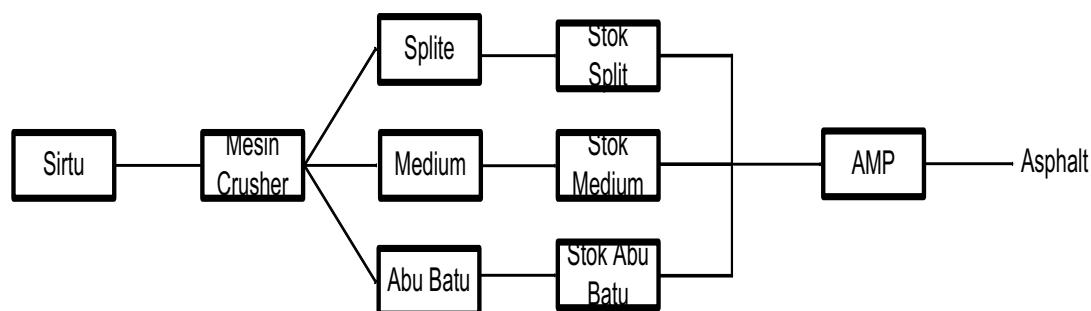 Sirtu
Mesin
Crusher
Splite
Medium
Abu Batu
Stok
Split
Stok
Medium
Stok Abu
Batu
AMP
Asphalt